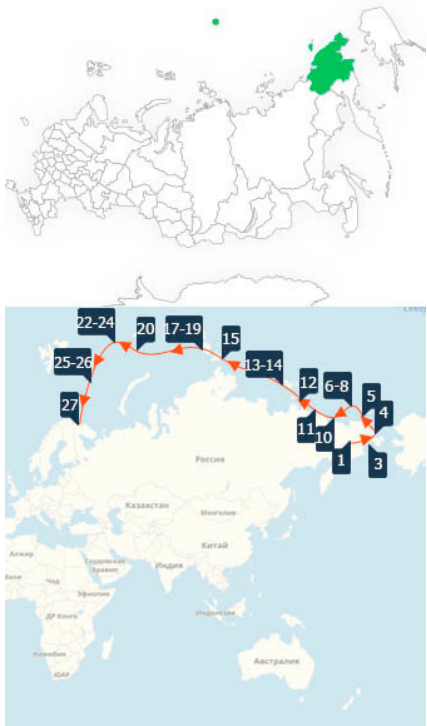 22-24
20
17-19
15
25-26
13-14
12
6-8
5
4
27
11
10
1
3
Россия
Казахстан
Монголия
Китай
Алжир
Саудовская
Аравия
Индия
Чад
Эфиопия
ДР Конго
Индонезия
Намибия
ЮАР
Австралия